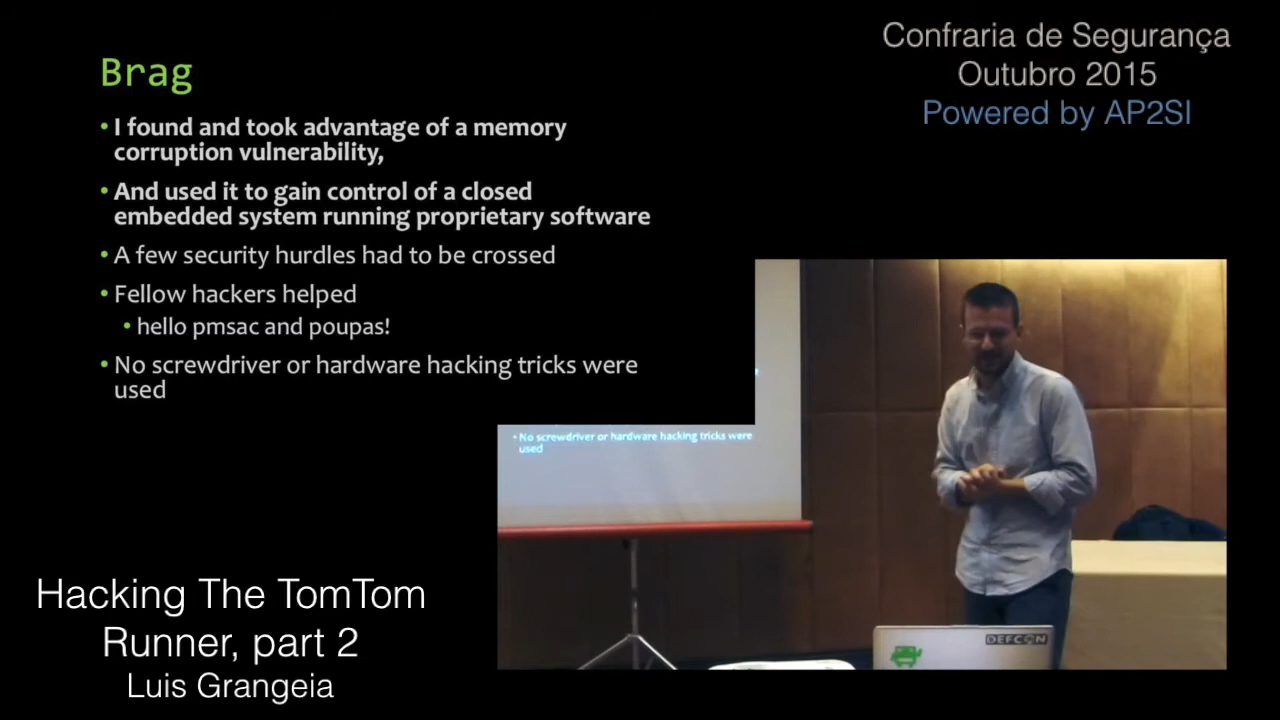 Brag
• I found and took advantage of a memory
corruption vulnerability,
• And used it to gain control of a closed
embedded system running proprietary software
• A few security hurdles had to be crossed
• Fellow hackers helped
• hello pmsac and poupas!
• No screwdriver or hardware hacking tricks were
used
Confraria de Segurança
Outubro 2015
Powered by AP2SI
• No screwdriver or hardware hacking tricks were
used
DEFCON
Hacking The TomTom
Runner, part 2
Luis Grangeia